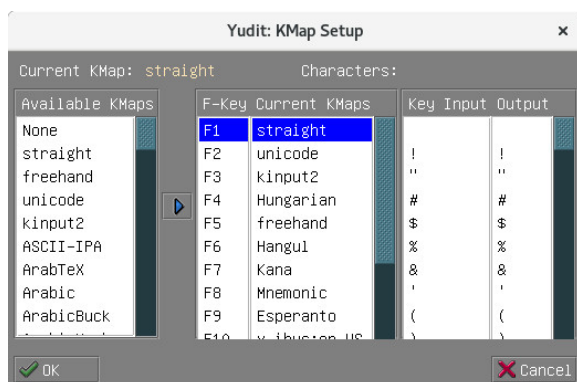 Yudit: KMap Setup
×
Current KMap: straight Characters:
Available KMaps
None
straight
freehand
unicode
kinput2
ASCII-IPA
ArabTeX
Arabic
ArabicBuck
F-Key Current KMaps
F1 straight
F2 unicode
F3 kinput2
F4 Hungarian
F5 freehand
F6 Hangul
F7 Kana
F8 Mnemonic
F9 Esperanto
Key Input Output
! !
" "
# #
$ $
% %
& &
' '
( (
OK
Cancel